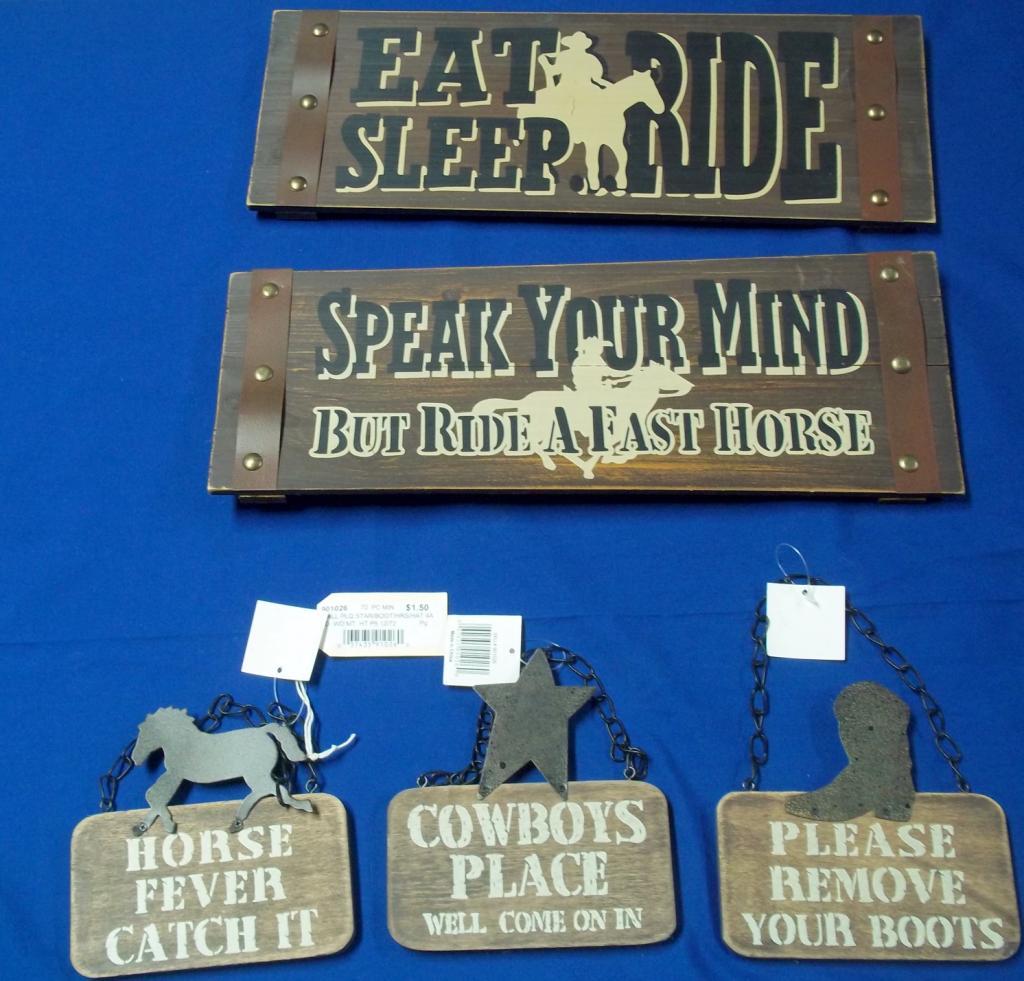 EAT
SLEEP..RIDE
SPEAK YOUR MIND
BUT RIDE A FAST HORSE
901026 $1.50
HORSE
FEVER
CATCH IT
COWBOYS
PLACE
WELL COME ON IN
PLEASE
REMOVE
YOUR BOOTS